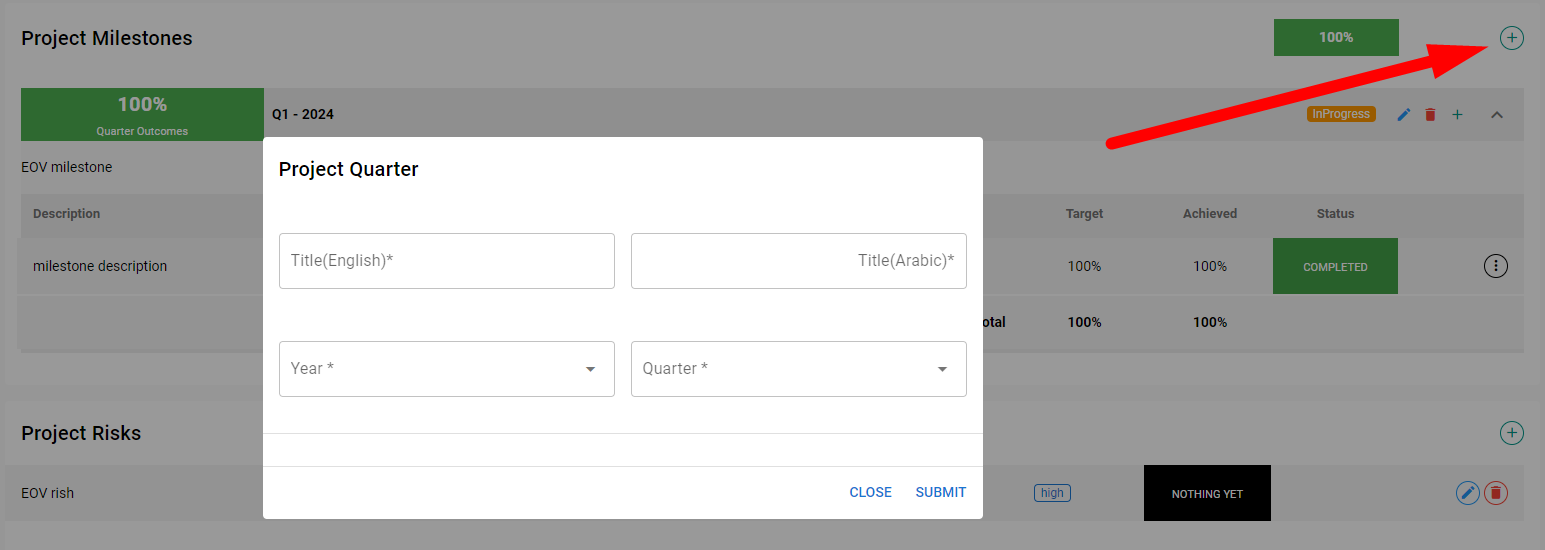 Project Milestones
100%
100%
Quarter Outcomes
Q1 - 2024
InProgress
EOV milestone
Project Quarter
Description
Target
Achieved
Status
Title(English)*
Title(Arabic)*
milestone description
100%
100%
COMPLETED
otal
100%
100%
Year *
Quarter *
Project Risks
EOV rish
high
NOTHING YET
CLOSE
SUBMIT